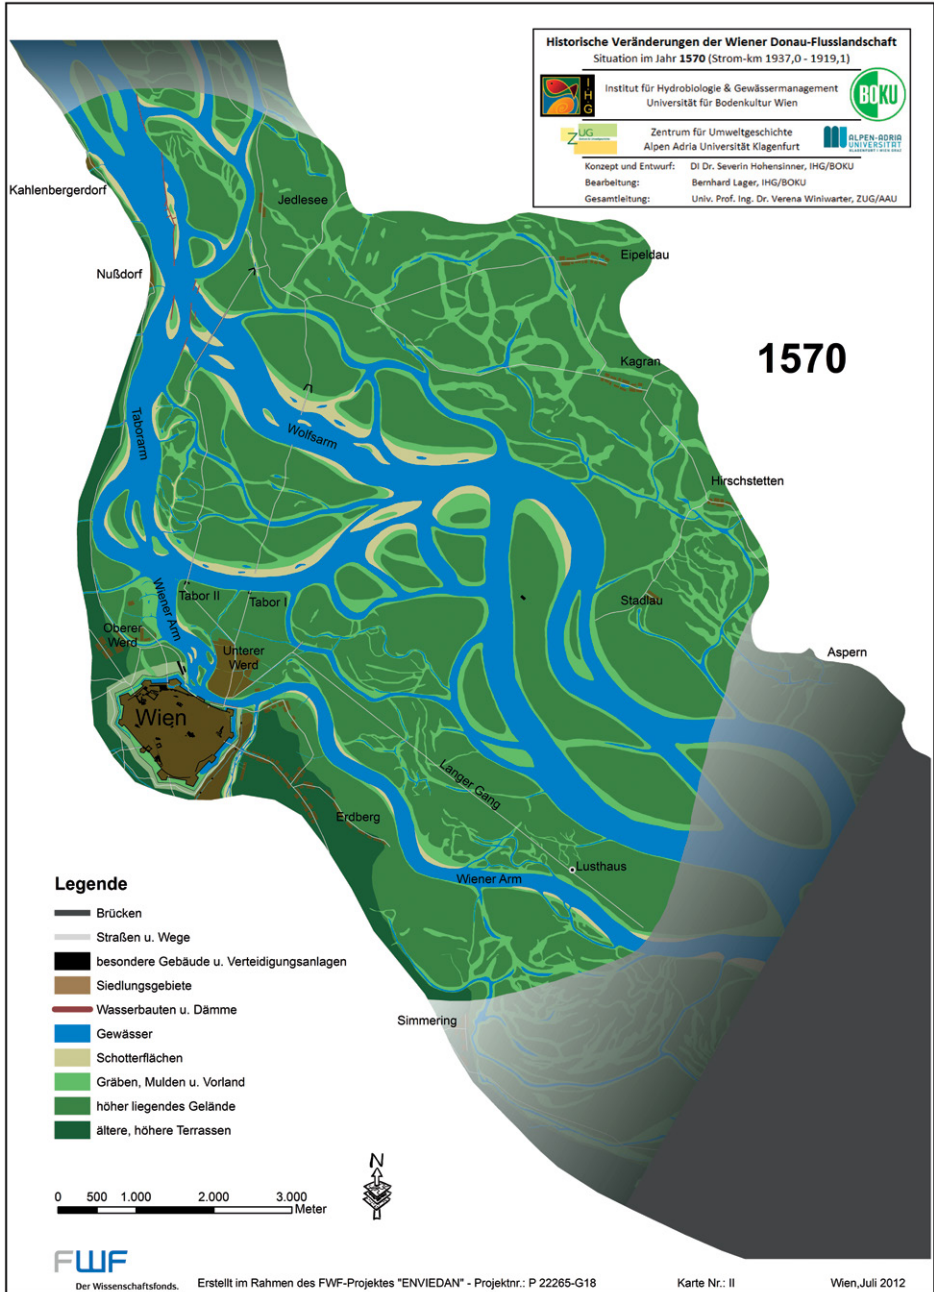 Historische Veränderungen der Wiener Donau-Flusslandschaft
Situation im Jahr 1570 (Strom-km 1937,0 - 1919,1)
IHG
Institut für Hydrobiologie & Gewässermanagement
Universität für Bodenkultur Wien
BOKU
ZUG
Zentrum für Umweltgeschichte
Alpen Adria Universität Klagenfurt
ALPEN-ADRIA
UNIVERSITÄT
Konzept und Entwurf: DI Dr. Severin Hohensinner, IHG/BOKU
Bearbeitung: Bernhard Lager, IHG/BOKU
Gesamtleitung: Univ. Prof. Ing. Dr. Verena Winiwarter, ZUG/AAU
Kahlenbergerdorf
Jedlesee
Eipeldau
Nußdorf
1570
Kagran
Taborarm
Wolfsarm
Hirschstetten
Wiener Arm
Tabor II
Tabor I
Stadlau
Oberer
Werd
Unterer
Werd
Aspern
Wien
Langer Gang
Erdberg
Lusthaus
Wiener Arm
Simmering
Legende
Brücken
Straßen u. Wege
besondere Gebäude u. Verteidigungsanlagen
Siedlungsgebiete
Wasserbauten u. Dämme
Gewässer
Schotterflächen
Gräben, Mulden u. Vorland
höher liegendes Gelände
ältere, höhere Terrassen
N
0 500 1.000 2.000 3.000
Meter
FWF
Der Wissenschaftsfonds.
Erstellt im Rahmen des FWF-Projektes "ENVIEDAN" - Projektnr.: P 22265-G18
Karte Nr.: II
Wien,Juli 2012